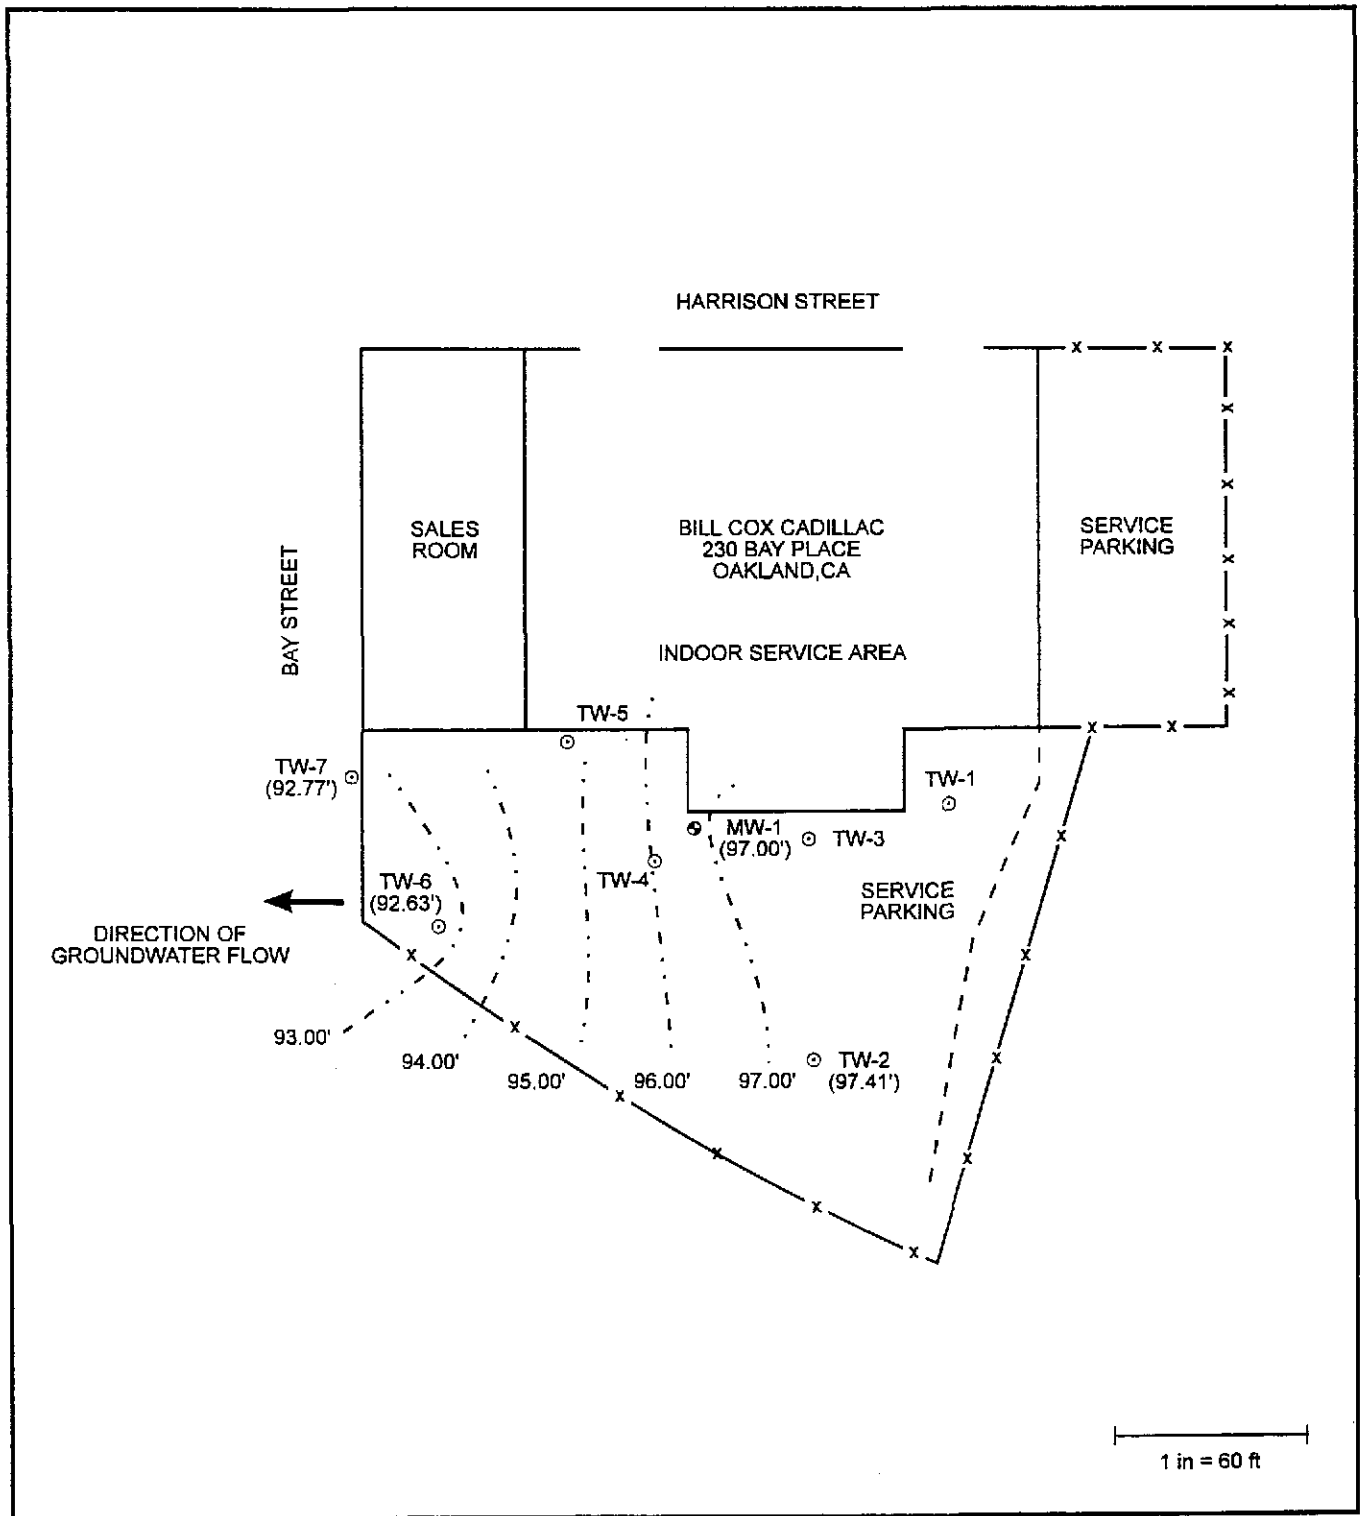 HARRISON STREET
SALES
ROOM
BILL COX CADILLAC
230 BAY PLACE
OAKLAND,CA
SERVICE
PARKING
BAY STREET
INDOOR SERVICE AREA
TW-5
TW-7
(92.77')
TW-1
MW-1
(97.00')
TW-3
TW-4
TW-6
(92.63')
SERVICE
PARKING
DIRECTION OF
GROUNDWATER FLOW
93.00'
94.00'
95.00'
96.00'
97.00'
TW-2
(97.41')
1 in = 60 ft